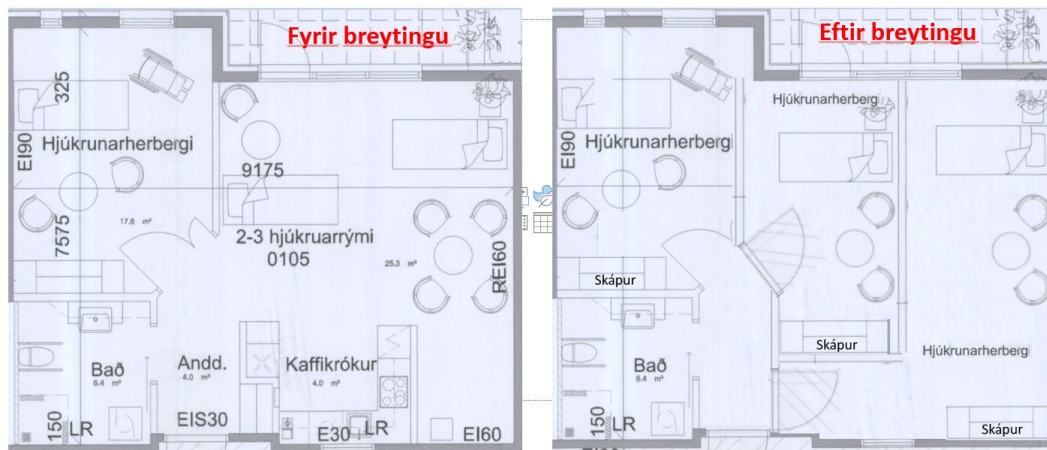 Fyrir breytingu
325
EI90
Hjúkrunarherbergi
9175
17.6 m²
7575
2-3 hjúkruarrými
0105
25.3 m²
REI60
Bað
6.4 m²
Andd.
4.0 m²
Kaffikrókur
4.0 m²
150
LR
EIS30
E30
LR
EI60
Eftir breytingu
Hjúkrunarherberg
EI90
Hjúkrunarherbergi
Skápur
Skápur
Hjúkrunarherbergi
Bað
6.4 m²
150
LR
Skápur